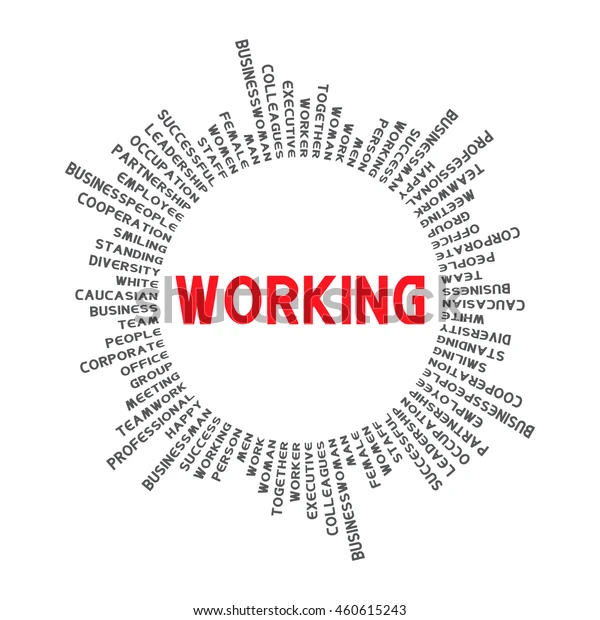 WORKING
BUSINESSWOMAN
COLLEAGUES
EXECUTIVE
WORKER
TOGETHER
WOMAN
WORK
MEN
PERSON
WORKING
SUCCESS
BUSINESSMAN
HAPPY
PROFESSIONAL
TEAMWORK
MEETING
GROUP
OFFICE
CORPORATE
PEOPLE
TEAM
BUSINESS
CAUCASIAN
WHITE
DIVERSITY
STANDING
SMILING
COOPERATION
BUSINESSPEOPLE
EMPLOYEE
PARTNERSHIP
OCCUPATION
LEADERSHIP
SUCCESSFUL
STAFF
WOMEN
FEMALE
MAN
BUSINESSWOMAN
COLLEAGUES
EXECUTIVE
WORKER
TOGETHER
WOMAN
WORK
MEN
PERSON
WORKING
SUCCESS
BUSINESSMAN
HAPPY
PROFESSIONAL
TEAMWORK
MEETING
GROUP
OFFICE
CORPORATE
PEOPLE
TEAM
BUSINESS
CAUCASIAN
WHITE
DIVERSITY
STANDING
SMILING
COOPERATION
BUSINESSPEOPLE
EMPLOYEE
PARTNERSHIP
OCCUPATION
LEADERSHIP
SUCCESSFUL
STAFF
WOMEN
FEMALE
MAN
shutterstock
www.shutterstock.com · 460615243